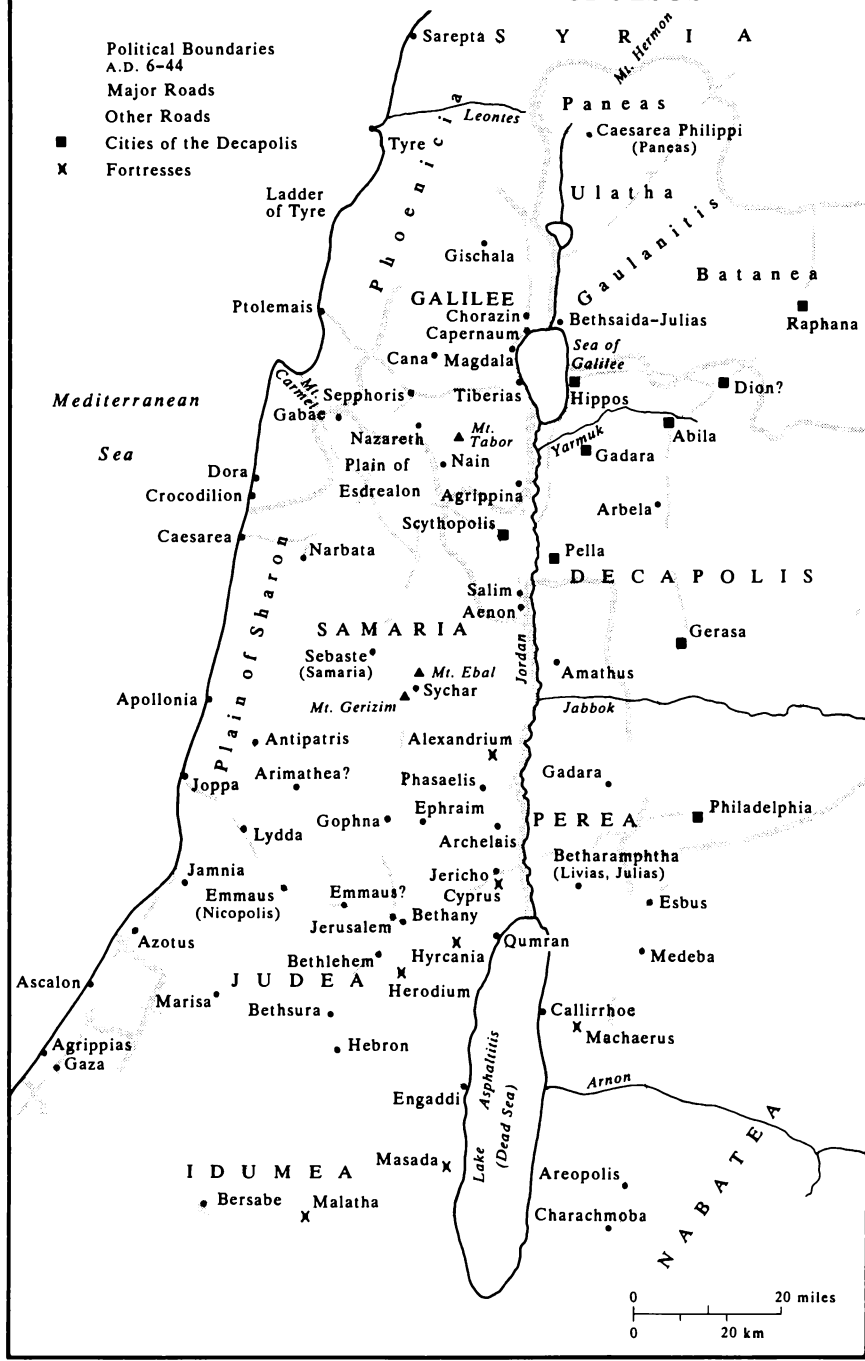 Political Boundaries
A.D. 6–44
Major Roads
Other Roads
Cities of the Decapolis
Fortresses
Sarepta
S Y R I A
Mt. Hermon
Paneas
Leontes
Tyre
Caesarea Philippi
(Paneas)
Phoenicia
Ladder
of Tyre
Ulatha
Gischala
Gaulanitis
Batanea
GALILEE
Ptolemais
Chorazin
Bethsaida-Julias
Raphana
Capernaum
Sea of
Galilee
Cana
Magdala
Mt.
Carmel
Sepphoris
Tiberias
Hippos
Dion?
Mediterranean
Sea
Gabae
Nazareth
Mt.
Tabor
Yarmuk
Abila
Gadara
Plain of
Esdrealon
Nain
Dora
Crocodilion
Agrippina
Arbela
Scythopolis
Caesarea
Narbata
Pella
DECAPOLIS
Plain of Sharon
Salim
Aenon
SAMARIA
Jordan
Gerasa
Sebaste
(Samaria)
Mt. Ebal
Sychar
Amathus
Apollonia
Mt. Gerizim
Jabbok
Antipatris
Alexandrium
Joppa
Arimathea?
Phasaelis
Gadara
Lydda
Gophna
Ephraim
Archelais
PEREA
Philadelphia
Jamnia
Emmaus
(Nicopolis)
Emmaus?
Jericho
Cyprus
Betharamphtha
(Livias, Julias)
Esbus
Jerusalem
Bethany
Azotus
Bethlehem
Hyrcania
Qumran
Medeba
Ascalon
JUDEA
Herodium
Marisa
Bethsura
Callirrhoe
Machaerus
Agrippias
Gaza
Hebron
Lake Asphaltitis
(Dead Sea)
Engaddi
Arnon
NABATEA
IDUMEA
Masada
Areopolis
Bersabe
Malatha
Charachmoba
0 20 miles
0 20 km